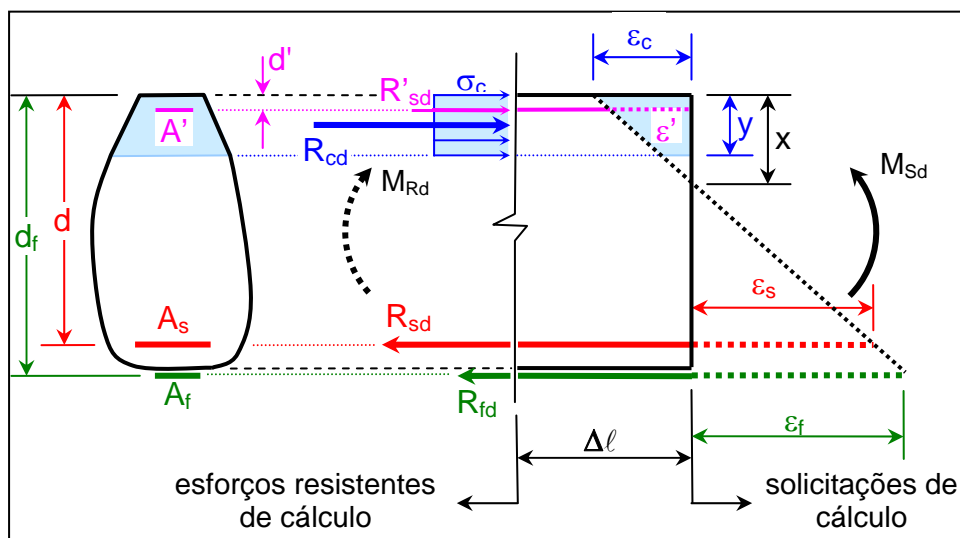 d'
σc
εc
R'sd
A'
ε'
y
x
Rcd
MRd
MSd
df
d
As
Rsd
εs
Af
Rfd
εf
Δℓ
esforços resistentes
de cálculo
solicitações de
cálculo